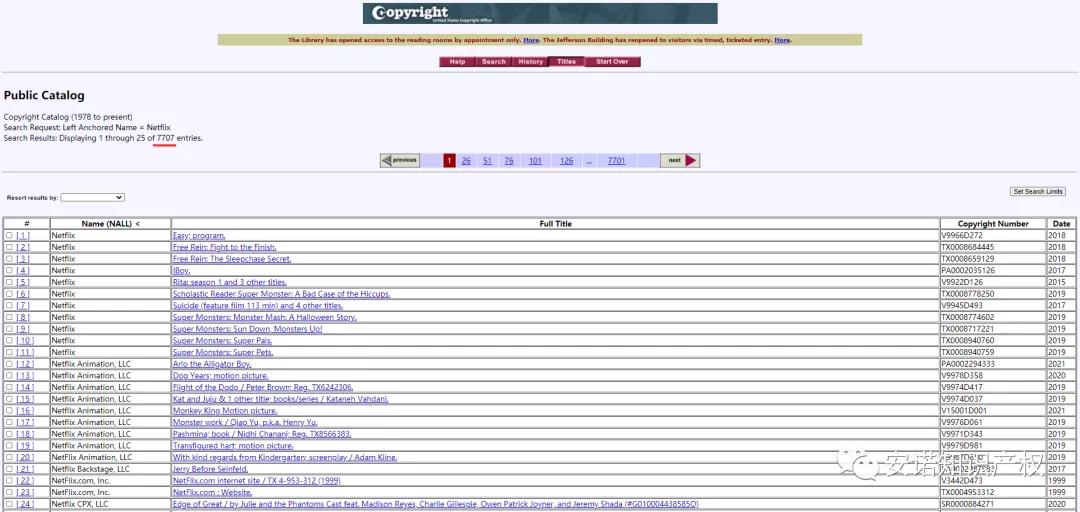 Copyright
United States Copyright Office
The Library has opened access to the reading rooms by appointment only. More. The Jefferson Building has reopened to visitors via timed, ticketed entry. More.
Help Search History Titles Start Over
Public Catalog
Copyright Catalog (1978 to present)
Search Request: Left Anchored Name = Netflix
Search Results: Displaying 1 through 25 of 7707 entries.
previous 1 26 51 76 101 126 ... 7701 next
Resort results by:
Set Search Limits
# Name (NALL) < Full Title Copyright Number Date
[ 1 ] Netflix Easy; program. V9966D272 2018
[ 2 ] Netflix Free Rein: Fight to the Finish. TX0008684445 2018
[ 3 ] Netflix Free Rein: The Sleepchase Secret. TX0008659129 2018
[ 4 ] Netflix IBoy. PA0002035126 2017
[ 5 ] Netflix Rita: season 1 and 3 other titles. V9922D126 2015
[ 6 ] Netflix Scholastic Reader Super Monster: A Bad Case of the Hiccups. TX0008778250 2019
[ 7 ] Netflix Suicide (feature film 113 min) and 4 other titles. V9945D493 2017
[ 8 ] Netflix Super Monsters: Monster Mash: A Halloween Story. TX0008774602 2019
[ 9 ] Netflix Super Monsters: Sun Down, Monsters Up! TX0008717221 2019
[ 10 ] Netflix Super Monsters: Super Pals. TX0008940760 2019
[ 11 ] Netflix Super Monsters: Super Pets. TX0008940759 2019
[ 12 ] Netflix Animation, LLC Arlo the Alligator Boy. PA0002294333 2021
[ 13 ] Netflix Animation, LLC Dog Years; motion picture. V9978D358 2020
[ 14 ] Netflix Animation, LLC Flight of the Dodo / Peter Brown; Reg. TX6242306. V9974D417 2019
[ 15 ] Netflix Animation, LLC Kat and Juju & 1 other title; books/series / Kataneh Vahdani. V9974D037 2019
[ 16 ] Netflix Animation, LLC Monkey King Motion picture. V15001D001 2021
[ 17 ] Netflix Animation, LLC Monster work / Qiao Yu, p.k.a. Henry Yu. V9976D061 2019
[ 18 ] Netflix Animation, LLC Pashmina; book / Nidhi Chanani; Reg. TX8566383. V9971D343 2019
[ 19 ] Netflix Animation, LLC Transfigured hart; motion picture. V9979D981 2019
[ 20 ] Netflix Animation, LLC With kind regards from Kindergarten; screenplay / Adam Kline. 2019
[ 21 ] Netflix Backstage, LLC Jerry Before Seinfeld. 2017
[ 22 ] NetFlix.com, Inc. NetFlix.com internet site / TX 4-953-312 (1999) V3442D473 1999
[ 23 ] NetFlix.com, Inc. NetFlix.com : Website. TX0004953312 1999
[ 24 ] Netflix CPX, LLC Edge of Great / by Julie and the Phantoms Cast feat. Madison Reyes, Charlie Gillespie, Owen Patrick Joyner, and Jeremy Shada (#G010004438585O) SR0000884271 2020
安诺知识产权